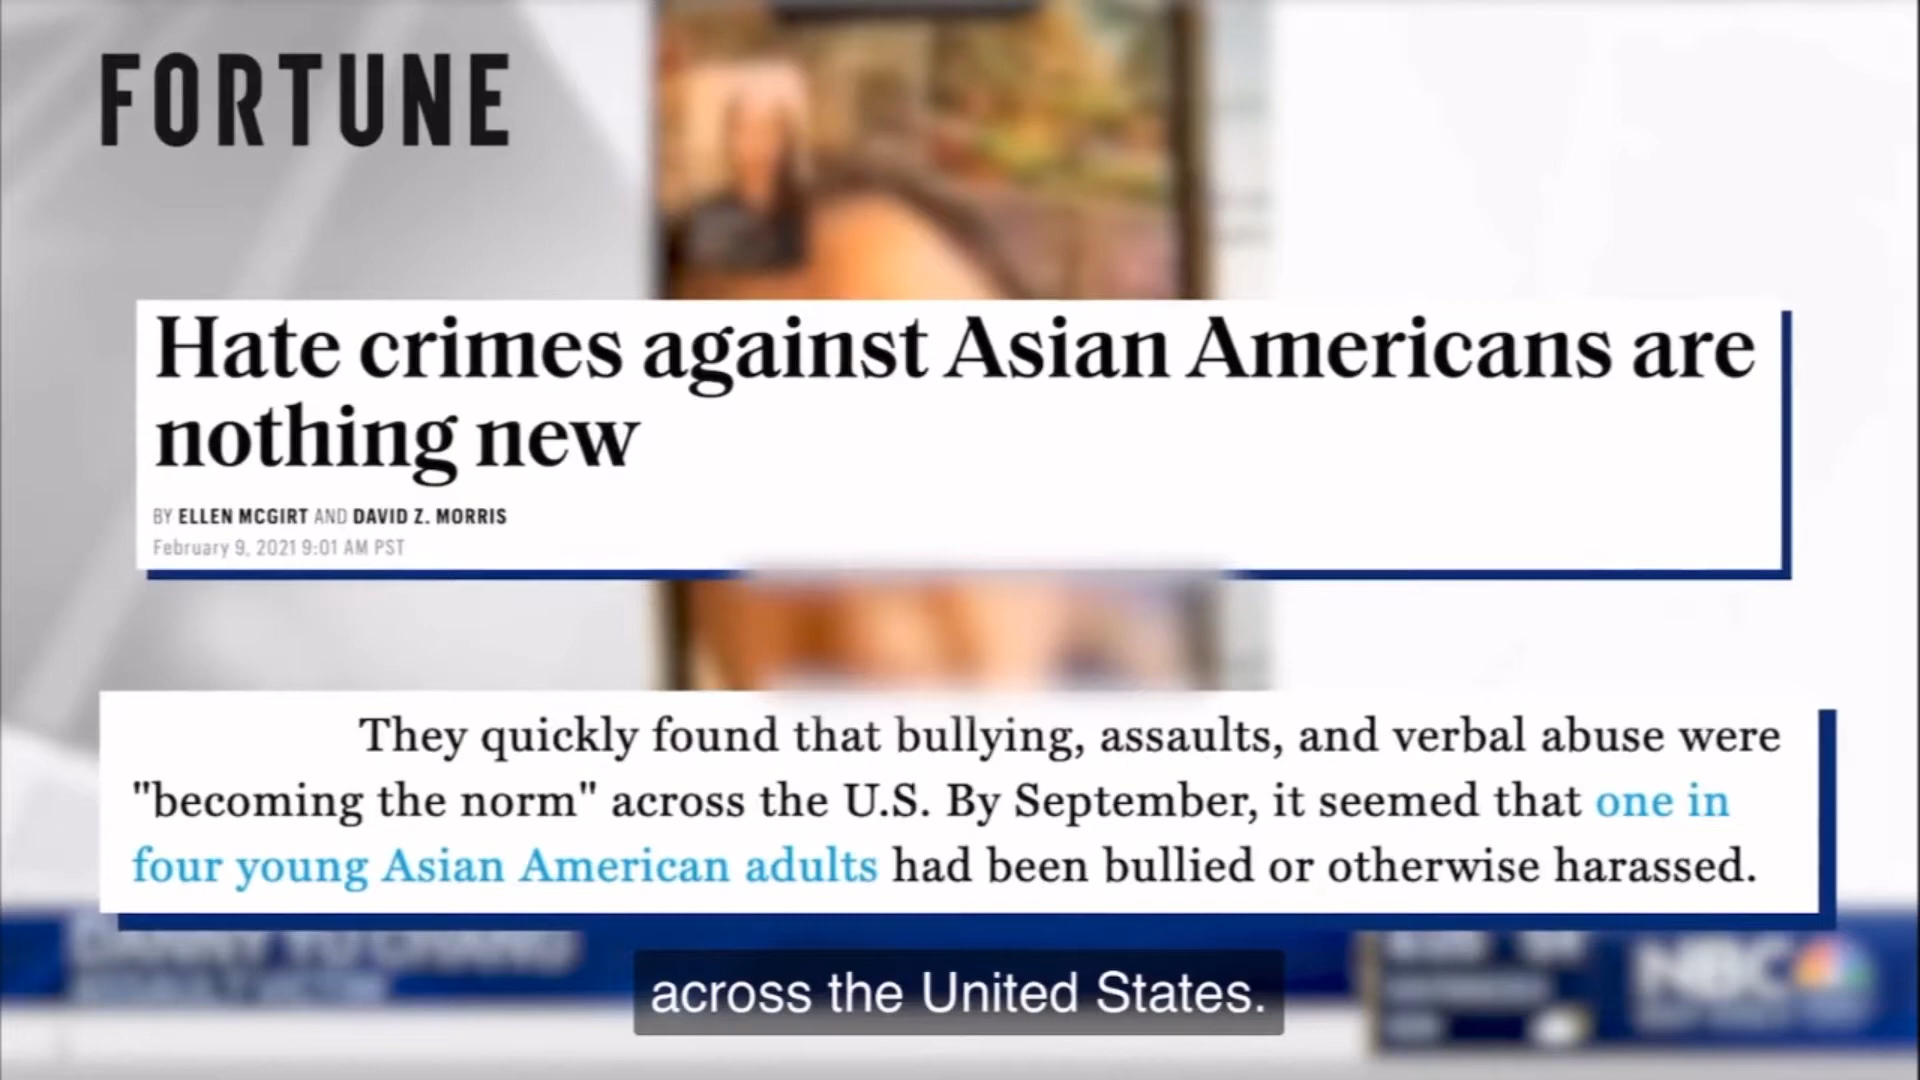 FORTUNE
Hate crimes against Asian Americans are
nothing new
BY ELLEN MCGIRT AND DAVID Z. MORRIS
February 9, 2021 9:01 AM PST
They quickly found that bullying, assaults, and verbal abuse were
"becoming the norm" across the U.S. By September, it seemed that one in
four young Asian American adults had been bullied or otherwise harassed.
NBC
across the United States.